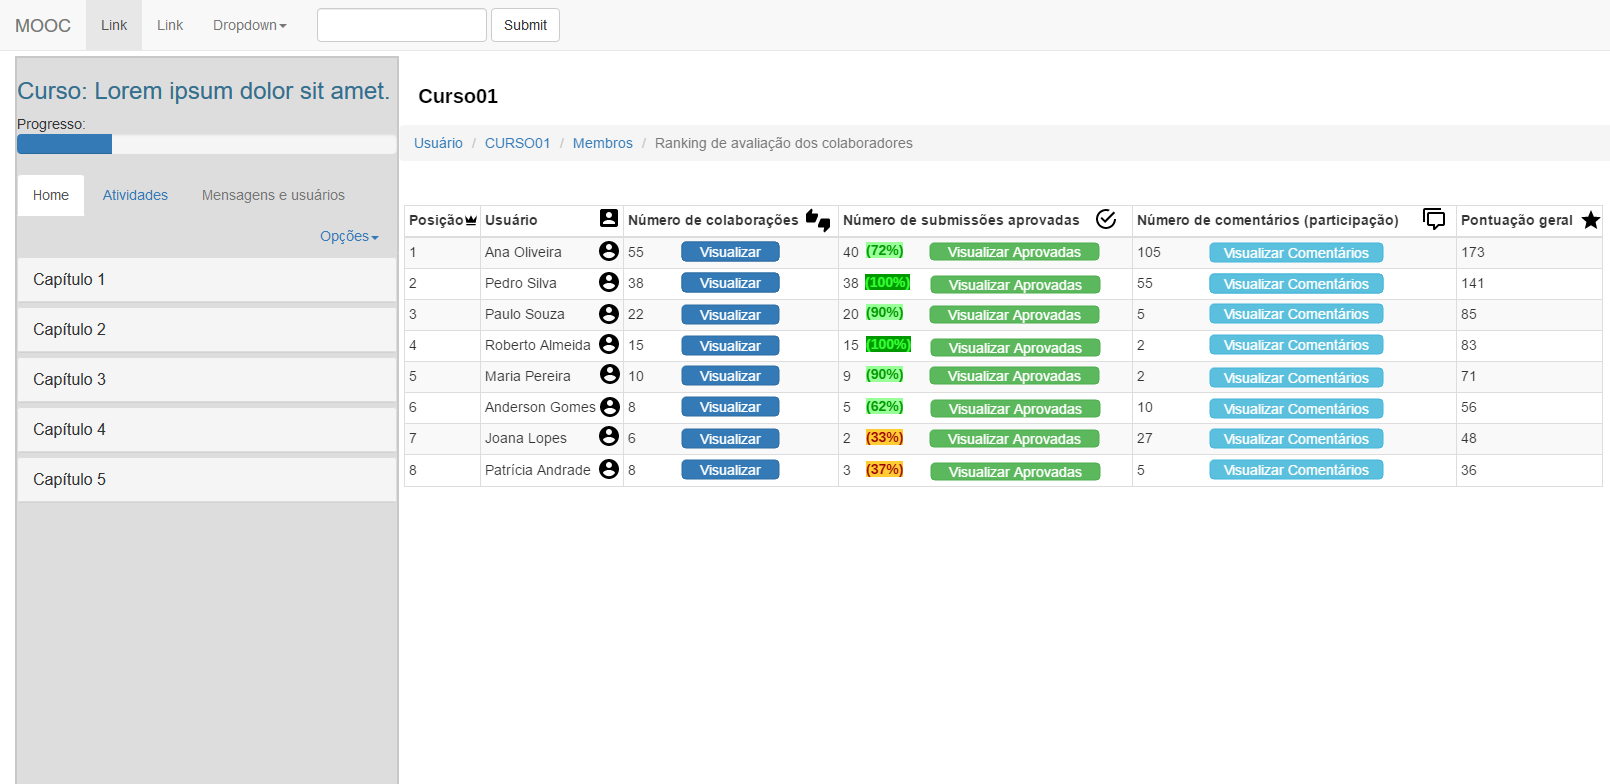 MOOC Link Link Dropdown Submit
Curso: Lorem ipsum dolor sit amet.
Progresso:
Home Atividades Mensagens e usuários
Opções
Capítulo 1
Capítulo 2
Capítulo 3
Capítulo 4
Capítulo 5
Curso01
Usuário / CURSO01 / Membros / Ranking de avaliação dos colaboradores
Posição Usuário Número de colaborações Número de submissões aprovadas Número de comentários (participação) Pontuação geral
1 Ana Oliveira 55 Visualizar 40 (72%) Visualizar Aprovadas 105 Visualizar Comentários 173
2 Pedro Silva 38 Visualizar 38 (100%) Visualizar Aprovadas 55 Visualizar Comentários 141
3 Paulo Souza 22 Visualizar 20 (90%) Visualizar Aprovadas 5 Visualizar Comentários 85
4 Roberto Almeida 15 Visualizar 15 (100%) Visualizar Aprovadas 2 Visualizar Comentários 83
5 Maria Pereira 10 Visualizar 9 (90%) Visualizar Aprovadas 2 Visualizar Comentários 71
6 Anderson Gomes 8 Visualizar 5 (62%) Visualizar Aprovadas 10 Visualizar Comentários 56
7 Joana Lopes 6 Visualizar 2 (33%) Visualizar Aprovadas 27 Visualizar Comentários 48
8 Patrícia Andrade 8 Visualizar 3 (37%) Visualizar Aprovadas 5 Visualizar Comentários 36